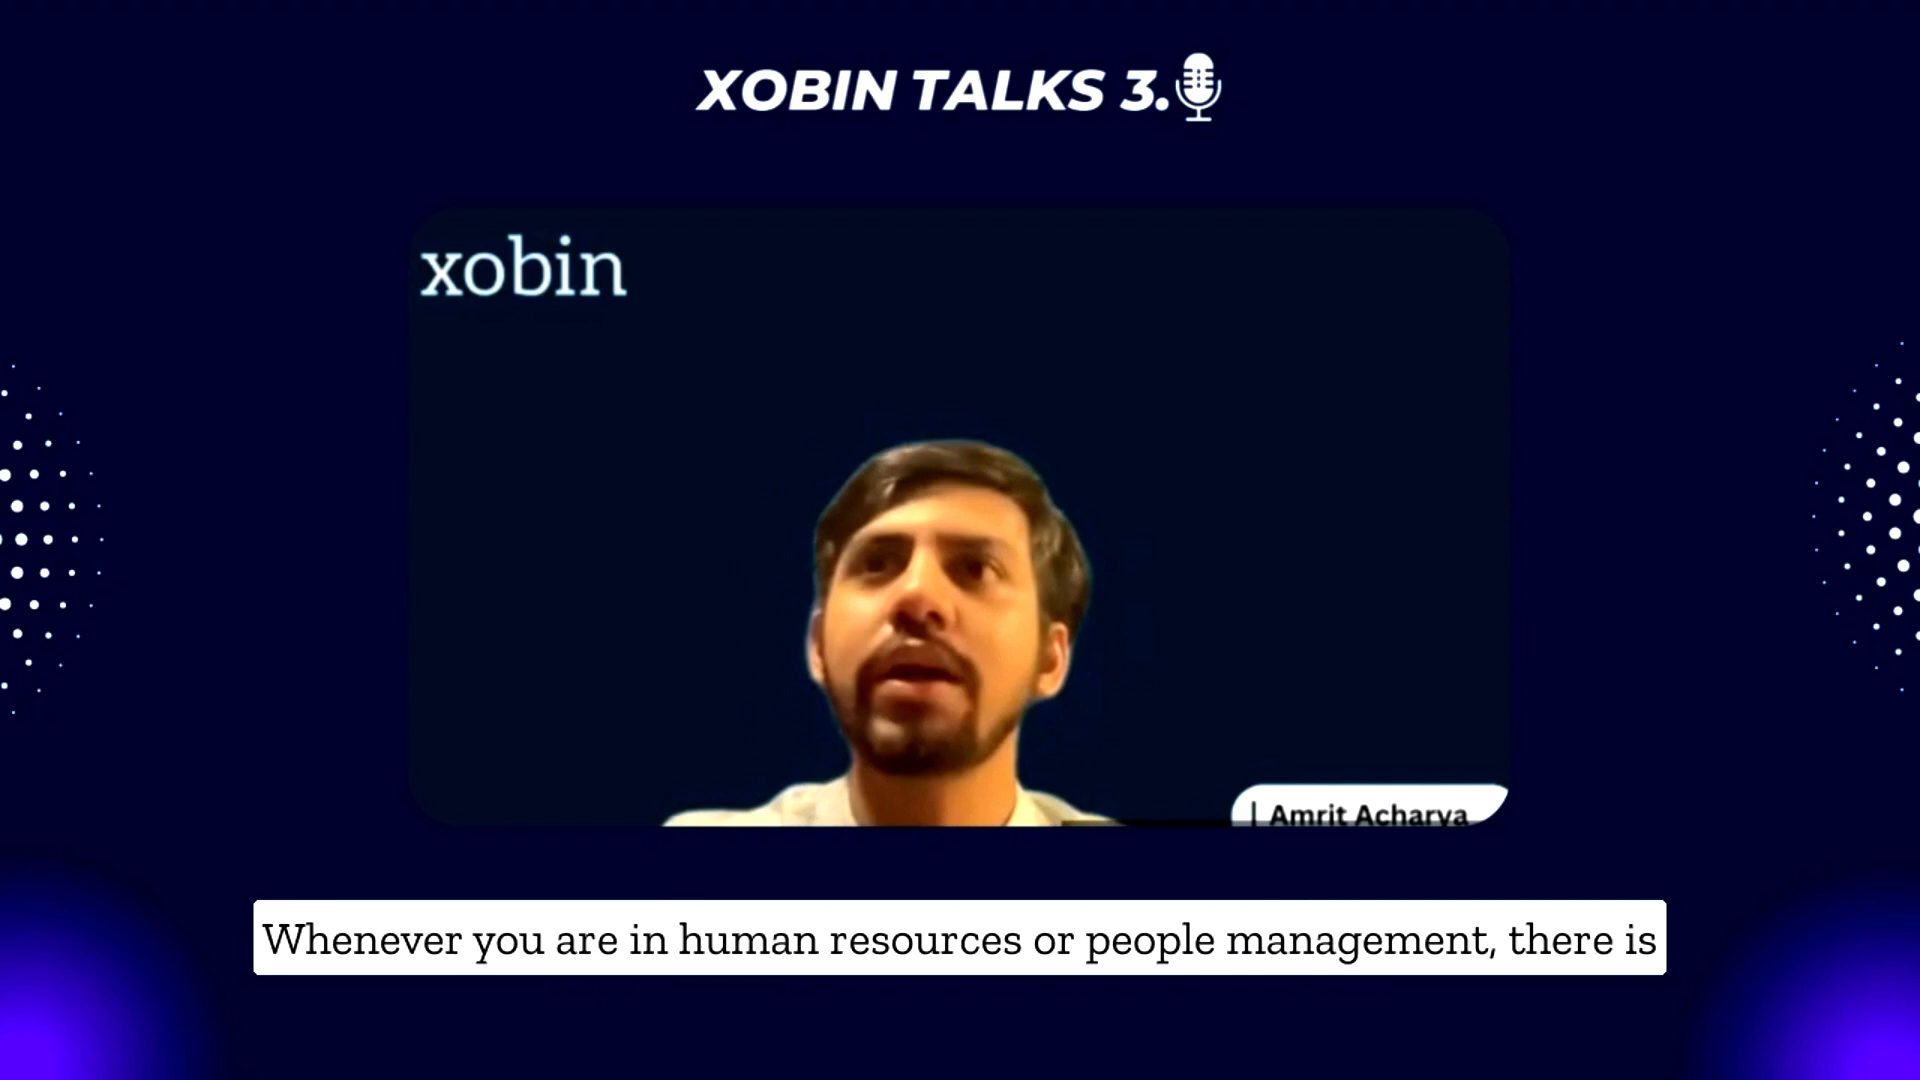 XOBIN TALKS 3.
xobin
| Amrit Acharya
Whenever you are in human resources or people management, there is